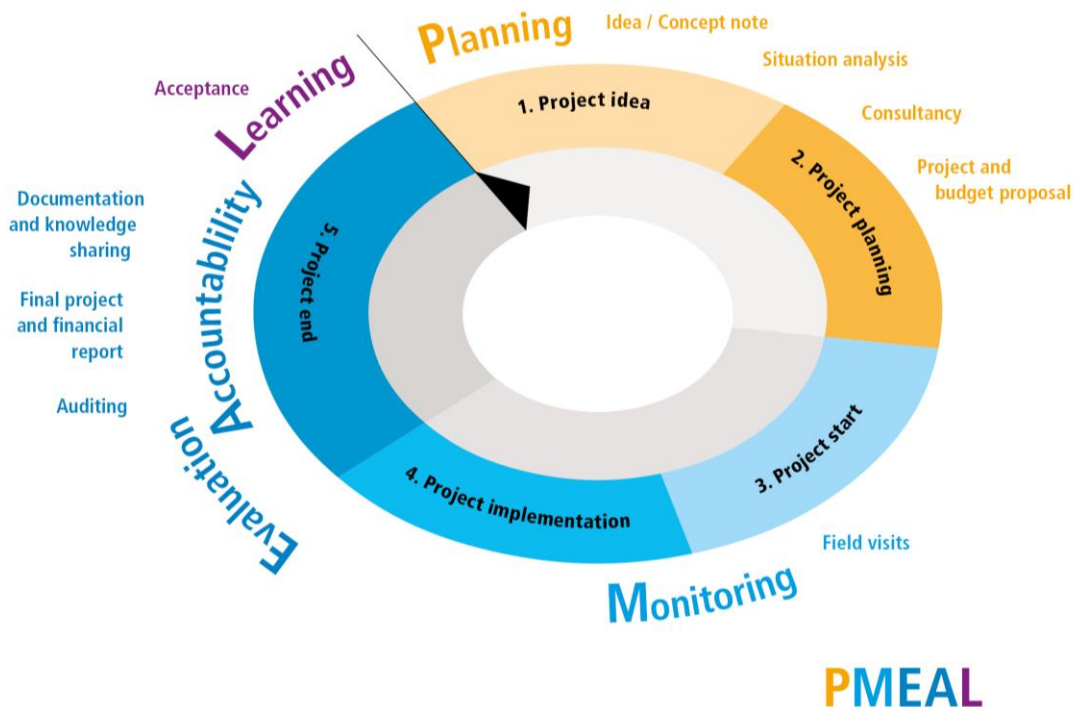 Planning
Idea / Concept note
Situation analysis
Consultancy
Project and
budget proposal
1. Project idea
2. Project planning
3. Project start
Field visits
Monitoring
4. Project implementation
5. Project end
Evaluation
Auditing
Accountablility
Final project
and financial
report
Documentation
and knowledge
sharing
Learning
Acceptance
PMEAL